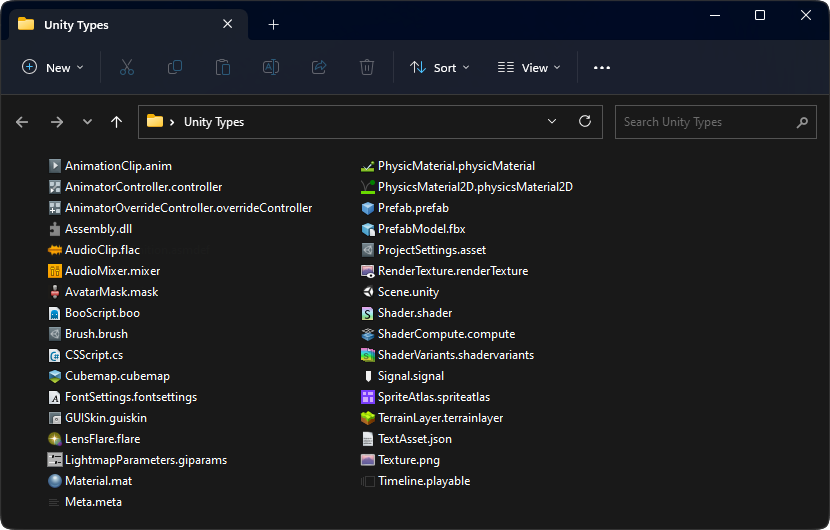 Unity Types
New
Sort
View
Unity Types
Search Unity Types
AnimationClip.anim
AnimatorController.controller
AnimatorOverrideController.overrideController
Assembly.dll
AudioClip.flac
AudioMixer.mixer
AvatarMask.mask
BooScript.boo
Brush.brush
CSScript.cs
Cubemap.cubemap
FontSettings.fontsettings
GUISkin.guiskin
LensFlare.flare
LightmapParameters.giparams
Material.mat
Meta.meta
PhysicMaterial.physicMaterial
PhysicsMaterial2D.physicsMaterial2D
Prefab.prefab
PrefabModel.fbx
ProjectSettings.asset
RenderTexture.renderTexture
Scene.unity
Shader.shader
ShaderCompute.compute
ShaderVariants.shadervariants
Signal.signal
SpriteAtlas.spriteatlas
TerrainLayer.terrainlayer
TextAsset.json
Texture.png
Timeline.playable